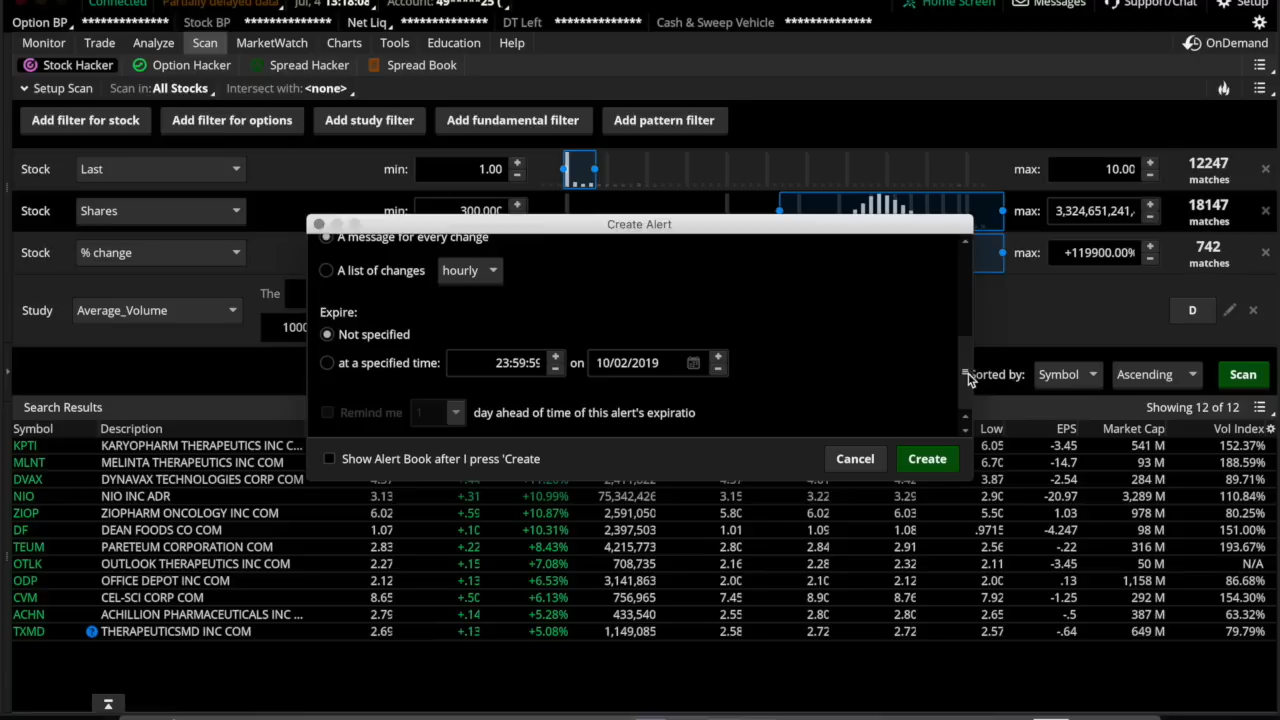 Connected Partially delayed data Jul, 4 13:18:08 Account: 49*****25 ( Home Screen Messages Support/Chat Setup
Option BP ************** Stock BP ************** Net Liq ************** DT Left ************** Cash & Sweep Vehicle **************
Monitor Trade Analyze Scan MarketWatch Charts Tools Education Help OnDemand
Stock Hacker Option Hacker Spread Hacker Spread Book
Setup Scan Scan in: All Stocks Intersect with: <none>
Add filter for stock Add filter for options Add study filter Add fundamental filter Add pattern filter
Stock Last min: 1.00 max: 10.00 12247 matches
Stock Shares min: 300,000 max: 3,324,651,241, 18147 matches
Create Alert
Stock % change max: +119900.00% 742 matches
A message for every change
A list of changes hourly
The
Study Average_Volume D
1000
Expire:
Not specified
at a specified time: 23:59:59 on 10/02/2019
Sorted by: Symbol Ascending Scan
Remind me 1 day ahead of time of this alert's expiratio
Show Alert Book after I press 'Create Cancel Create
Search Results Showing 12 of 12
Symbol Description Low EPS Market Cap Vol Index
KPTI KARYOPHARM THERAPEUTICS INC C... 6.05 -3.45 541 M 152.37%
MLNT MELINTA THERAPEUTICS INC COM 6.70 -14.7 93 M 188.59%
DVAX DYNAVAX TECHNOLOGIES CORP COM 3.87 -2.54 284 M 89.71%
NIO NIO INC ADR 3.13 +.31 +10.99% 75,342,426 3.15 3.22 3.29 2.90 -20.97 3,289 M 110.84%
ZIOP ZIOPHARM ONCOLOGY INC COM 6.02 +.59 +10.87% 2,591,050 5.80 6.02 6.03 5.50 1.03 978 M 80.25%
DF DEAN FOODS CO COM 1.07 +.10 +10.31% 2,397,503 1.01 1.09 1.08 .9715 -4.247 98 M 151.00%
TEUM PARETEUM CORPORATION COM 2.83 +.22 +8.43% 4,215,773 2.80 2.84 2.91 2.56 -.22 316 M 193.67%
OTLK OUTLOOK THERAPEUTICS INC COM 2.27 +.15 +7.08% 708,735 2.16 2.28 2.32 2.11 -3.45 50 M N/A
ODP OFFICE DEPOT INC COM 2.12 +.13 +6.53% 3,141,863 2.00 2.10 2.12 2.00 .13 1,158 M 86.68%
CVM CEL-SCI CORP COM 8.65 +.50 +6.13% 756,965 7.45 8.90 8.76 7.92 -1.25 292 M 154.30%
ACHN ACHILLION PHARMACEUTICALS INC ... 2.79 +.14 +5.28% 433,540 2.55 2.80 2.80 2.65 -.5 387 M 63.32%
TXMD THERAPEUTICSMD INC COM 2.69 +.13 +5.08% 1,149,085 2.58 2.72 2.72 2.57 -.64 649 M 79.79%